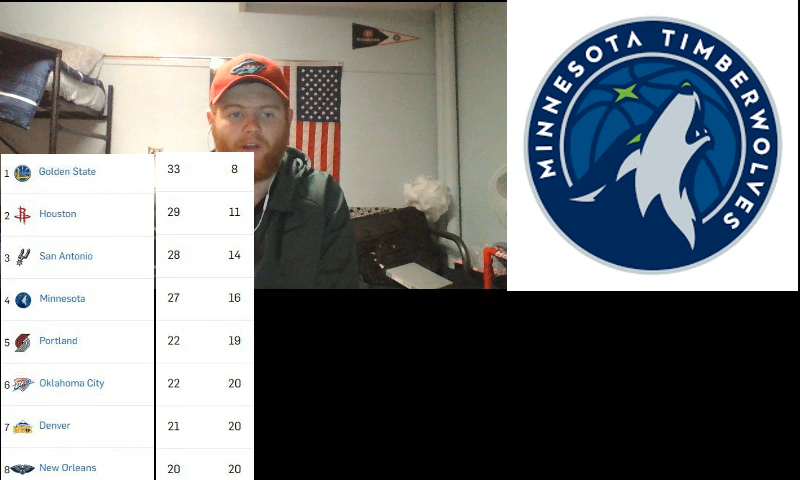 MINNESOTA TIMBERWOLVES
1 Golden State 33 8
2 Houston 29 11
3 San Antonio 28 14
4 Minnesota 27 16
5 Portland 22 19
6 Oklahoma City 22 20
7 Denver 21 20
8 New Orleans 20 20